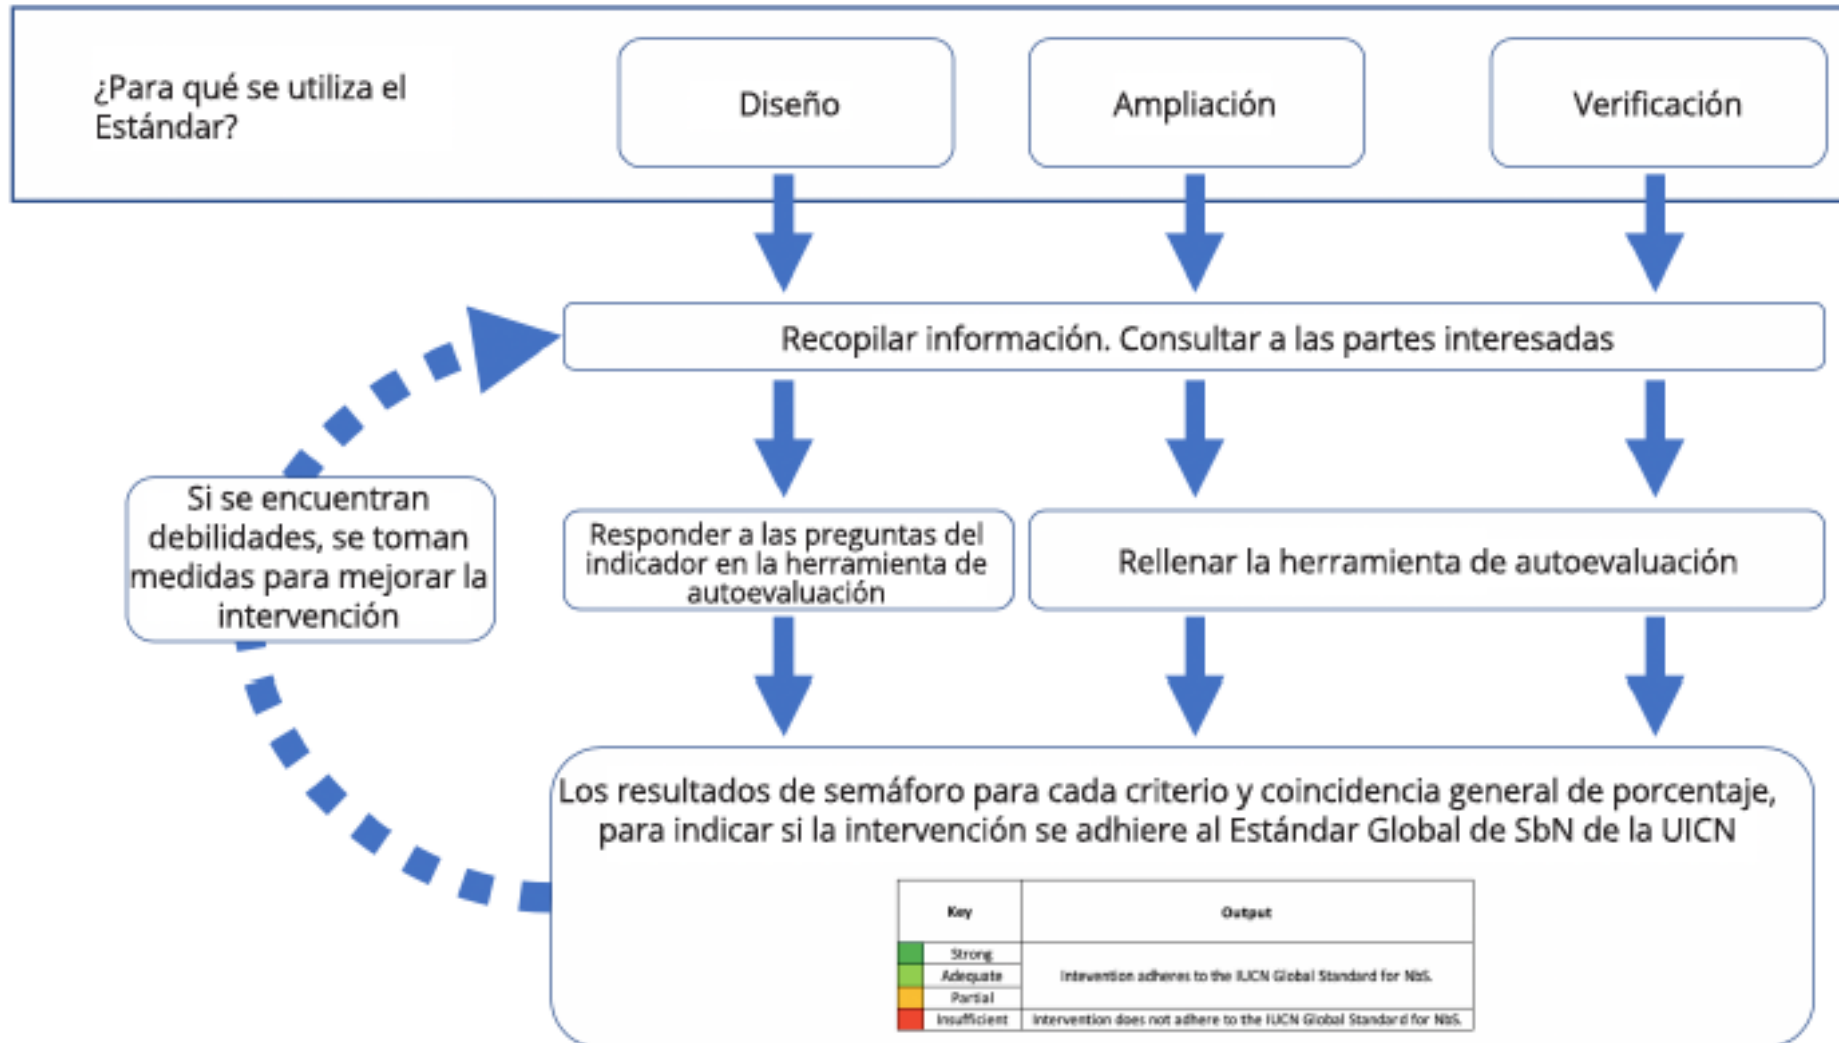 ¿Para qué se utiliza el
Estándar?
Diseño
Ampliación
Verificación
Recopilar información. Consultar a las partes interesadas
Si se encuentran
debilidades, se toman
medidas para mejorar la
intervención
Responder a las preguntas del
indicador en la herramienta de
autoevaluación
Rellenar la herramienta de autoevaluación
Los resultados de semáforo para cada criterio y coincidencia general de porcentaje,
para indicar si la intervención se adhiere al Estándar Global de SbN de la UICN
Key
Output
Strong
Adequate
Partial
Intevention adheres to the IUCN Global Standard for NbS.
Insufficient
Intervention does not adhere to the IUCN Global Standard for NbS.